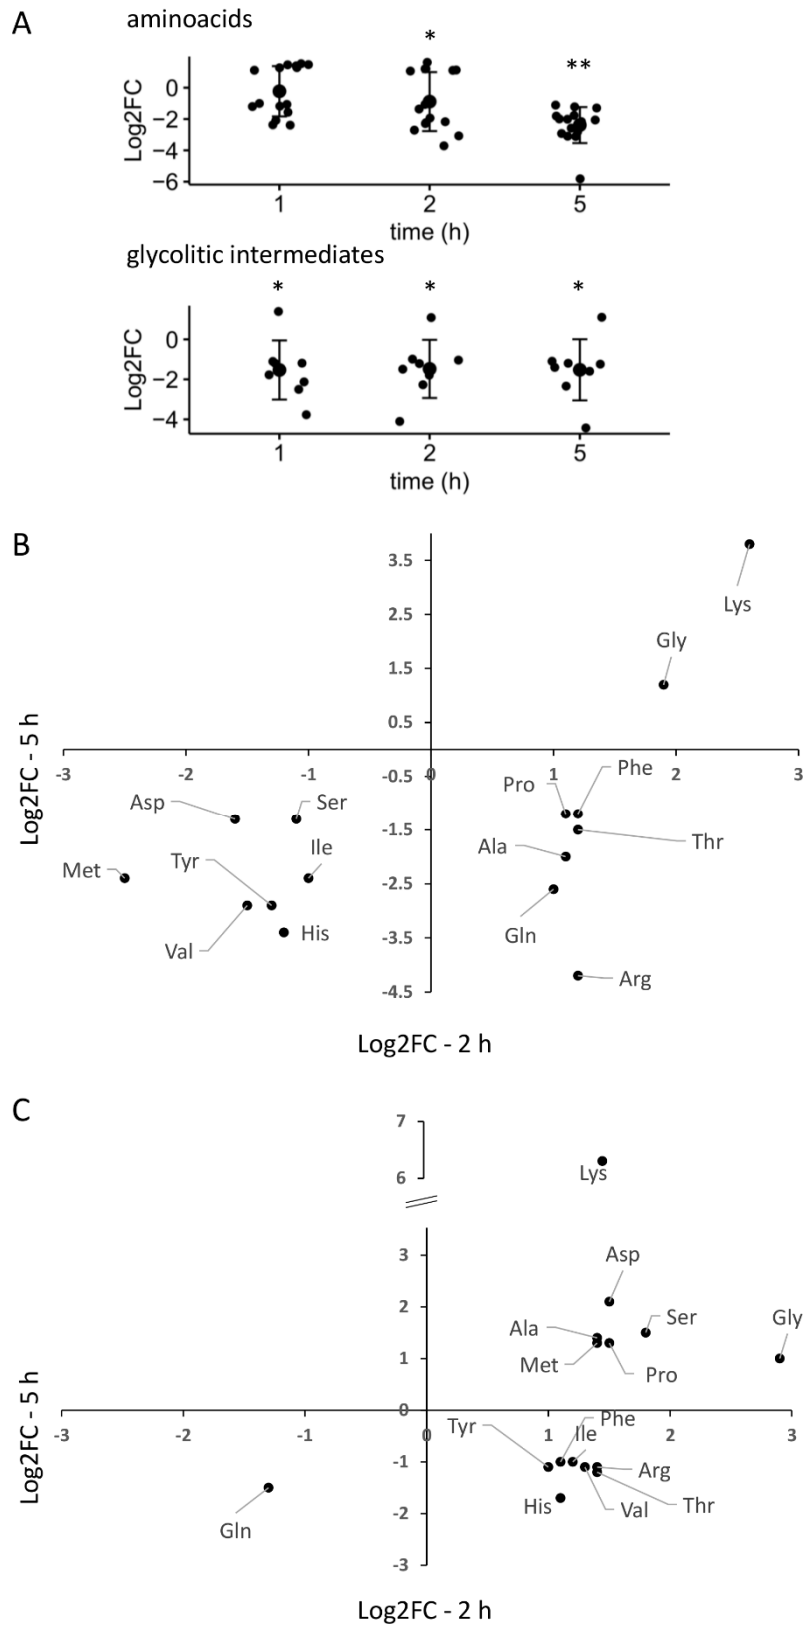 A
aminoacids
*
**
Log2FC
0
−2
−4
−6
1 2 5
time (h)
glycolitic intermediates
* * *
Log2FC
0
−2
−4
1 2 5
time (h)
B
3.5
Lys
2.5
Gly
1.5
0.5
Log2FC - 5 h
-3 -2 -1 -0.5 0 1 2 3
Phe
Pro
Asp Ser
-1.5
Thr
Ala
Ile
Tyr
Met
-2.5
Gln
His
-3.5
Val
Arg
-4.5
Log2FC - 2 h
C
7
Lys
6
3
Asp
2
Ser Gly
Ala
1
Met
Pro
Log2FC - 5 h
0
-3 -2 -1 0 1 2 3
Tyr Phe
Ile
-1
Arg
His Val Thr
-2
Gln
-3
Log2FC - 2 h